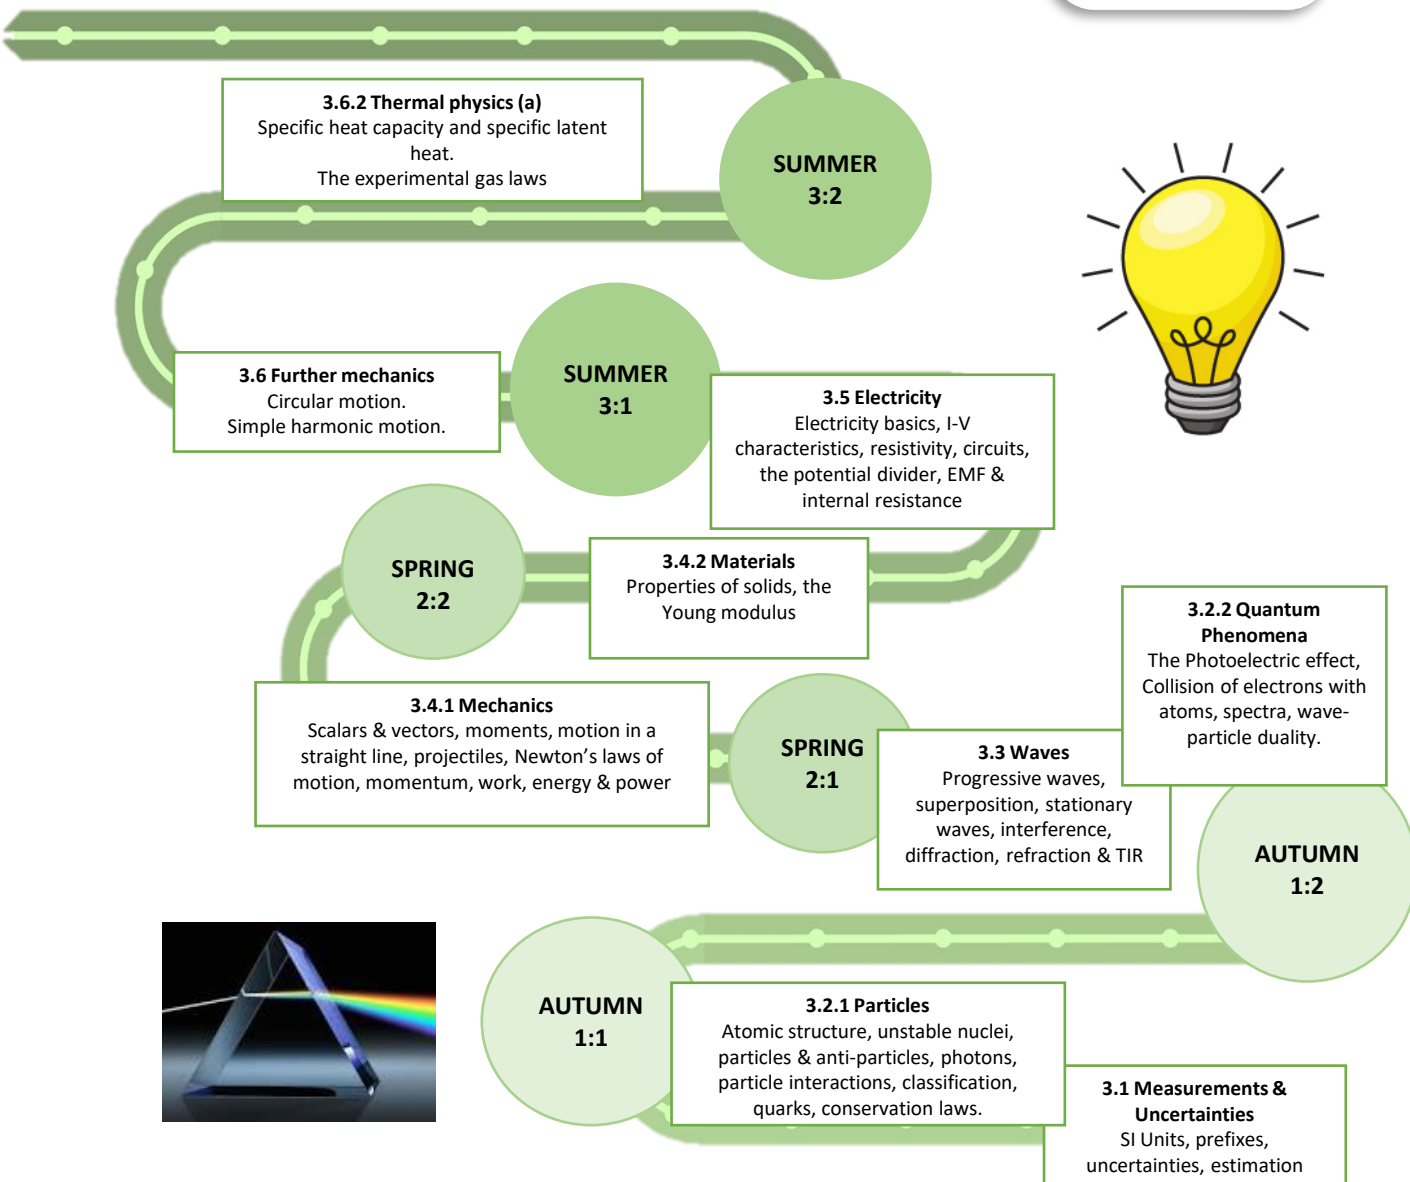 3.6.2 Thermal physics (a)
Specific heat capacity and specific latent
heat.
The experimental gas laws
SUMMER
3:2
3.6 Further mechanics
Circular motion.
Simple harmonic motion.
SUMMER
3:1
3.5 Electricity
Electricity basics, I-V
characteristics, resistivity, circuits,
the potential divider, EMF &
internal resistance
SPRING
2:2
3.4.2 Materials
Properties of solids, the
Young modulus
3.2.2 Quantum
Phenomena
The Photoelectric effect,
Collision of electrons with
atoms, spectra, wave-
particle duality.
3.4.1 Mechanics
Scalars & vectors, moments, motion in a
straight line, projectiles, Newton’s laws of
motion, momentum, work, energy & power
SPRING
2:1
3.3 Waves
Progressive waves,
superposition, stationary
waves, interference,
diffraction, refraction & TIR
AUTUMN
1:2
AUTUMN
1:1
3.2.1 Particles
Atomic structure, unstable nuclei,
particles & anti-particles, photons,
particle interactions, classification,
quarks, conservation laws.
3.1 Measurements &
Uncertainties
SI Units, prefixes,
uncertainties, estimation